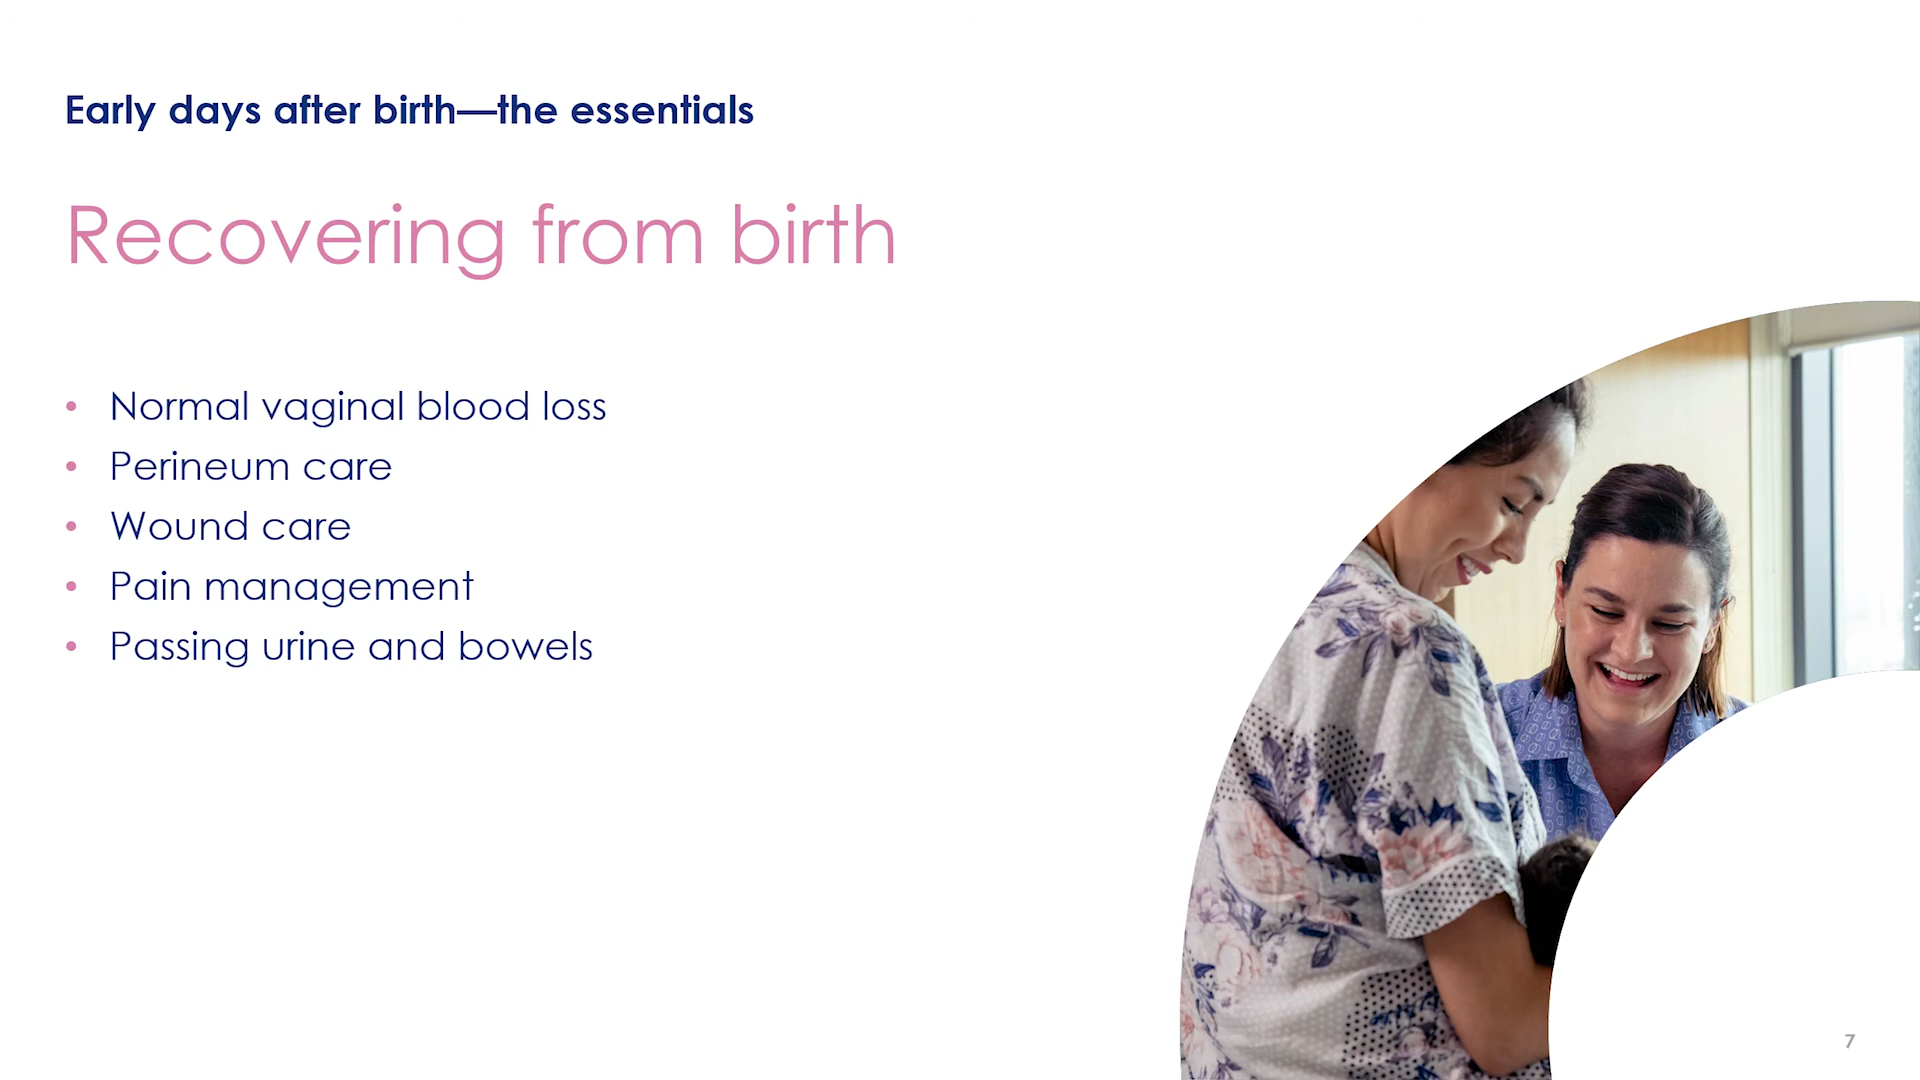 Early days after birth—the essentials
Recovering from birth
• Normal vaginal blood loss
• Perineum care
• Wound care
• Pain management
• Passing urine and bowels
7